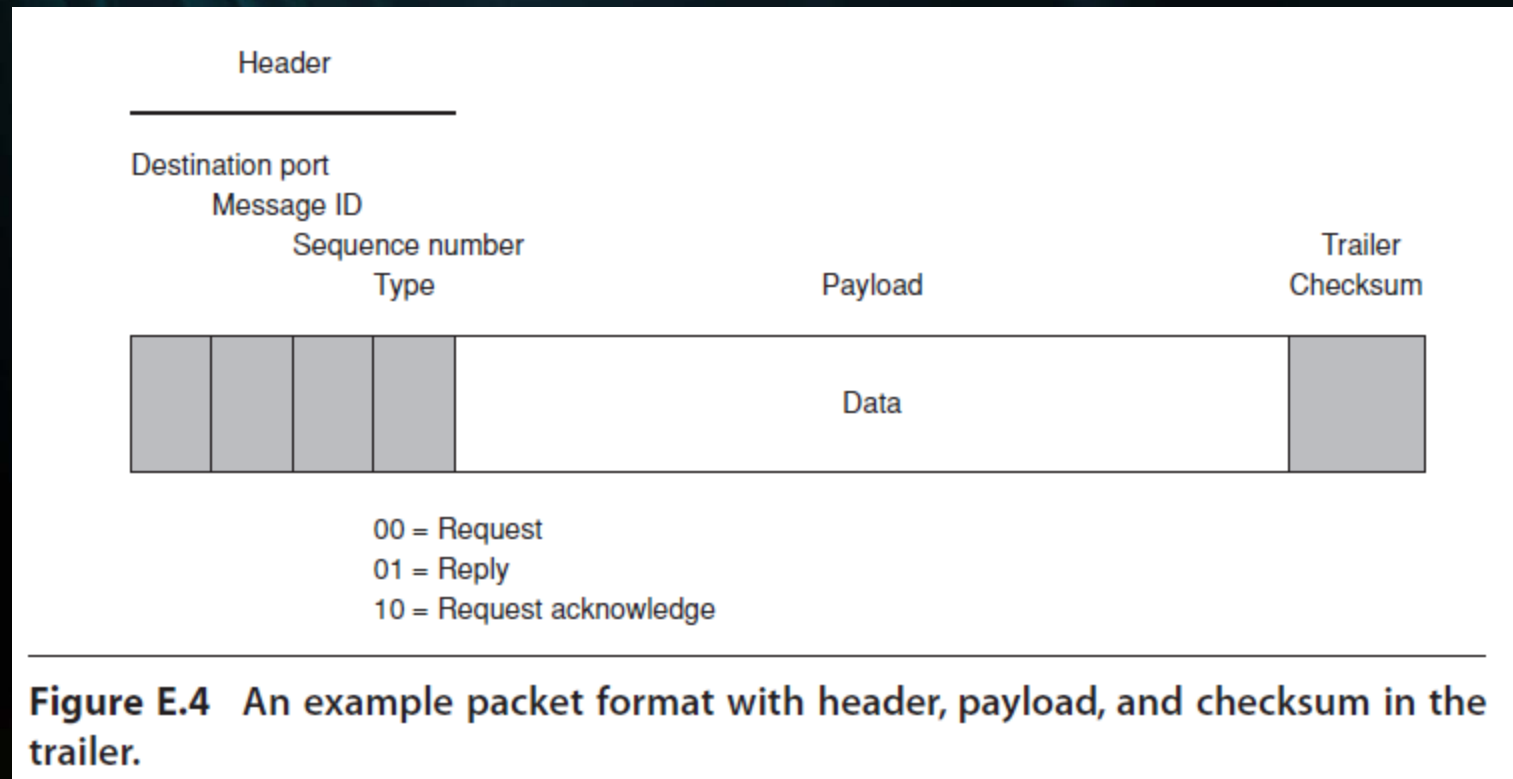 Header
Destination port
Message ID
Sequence number
Trailer
Type
Payload
Checksum
Data
00 = Request
01 = Reply
10 = Request acknowledge
Figure E.4 An example packet format with header, payload, and checksum in the
trailer.